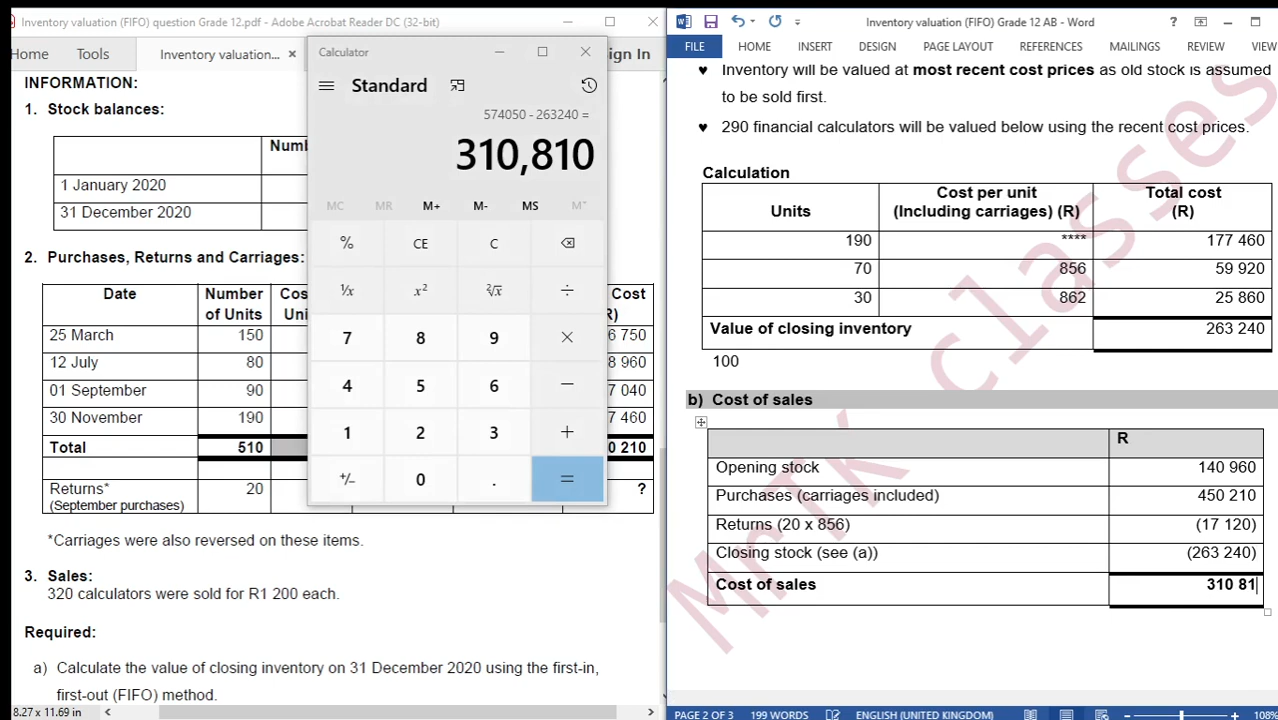 Inventory valuation (FIFO) question Grade 12.pdf - Adobe Acrobat Reader DC (32-bit)
Home Tools Inventory valuation... × ign In
INFORMATION:
1. Stock balances:
Numl
1 January 2020
31 December 2020
2. Purchases, Returns and Carriages:
Date Number of Units Cos Uni Cost R)
25 March 150 6 750
12 July 80 8 960
01 September 90 7 040
30 November 190 7 460
Total 510 0 210
Returns* 20 ?
(September purchases)
*Carriages were also reversed on these items.
3. Sales:
320 calculators were sold for R1 200 each.
Required:
a) Calculate the value of closing inventory on 31 December 2020 using the first-in,
first-out (FIFO) method.
8.27 x 11.69 in
Calculator
Standard
574050 - 263240 =
310,810
MC MR M+ M- MS M˅
% CE C ⌫
¹/x x² ²√x ÷
7 8 9 ×
4 5 6 −
1 2 3 +
+/− 0 . =
Inventory valuation (FIFO) Grade 12 AB - Word
FILE HOME INSERT DESIGN PAGE LAYOUT REFERENCES MAILINGS REVIEW VIEW
♥ Inventory will be valued at most recent cost prices as old stock is assumed
to be sold first.
♥ 290 financial calculators will be valued below using the recent cost prices.
Calculation
Units Cost per unit (Including carriages) (R) Total cost (R)
190 **** 177 460
70 856 59 920
30 862 25 860
Value of closing inventory 263 240
100
b) Cost of sales
R
Opening stock 140 960
Purchases (carriages included) 450 210
Returns (20 x 856) (17 120)
Closing stock (see (a)) (263 240)
Cost of sales 310 81
MrTK classes
PAGE 2 OF 3 199 WORDS ENGLISH (UNITED KINGDOM) 108%